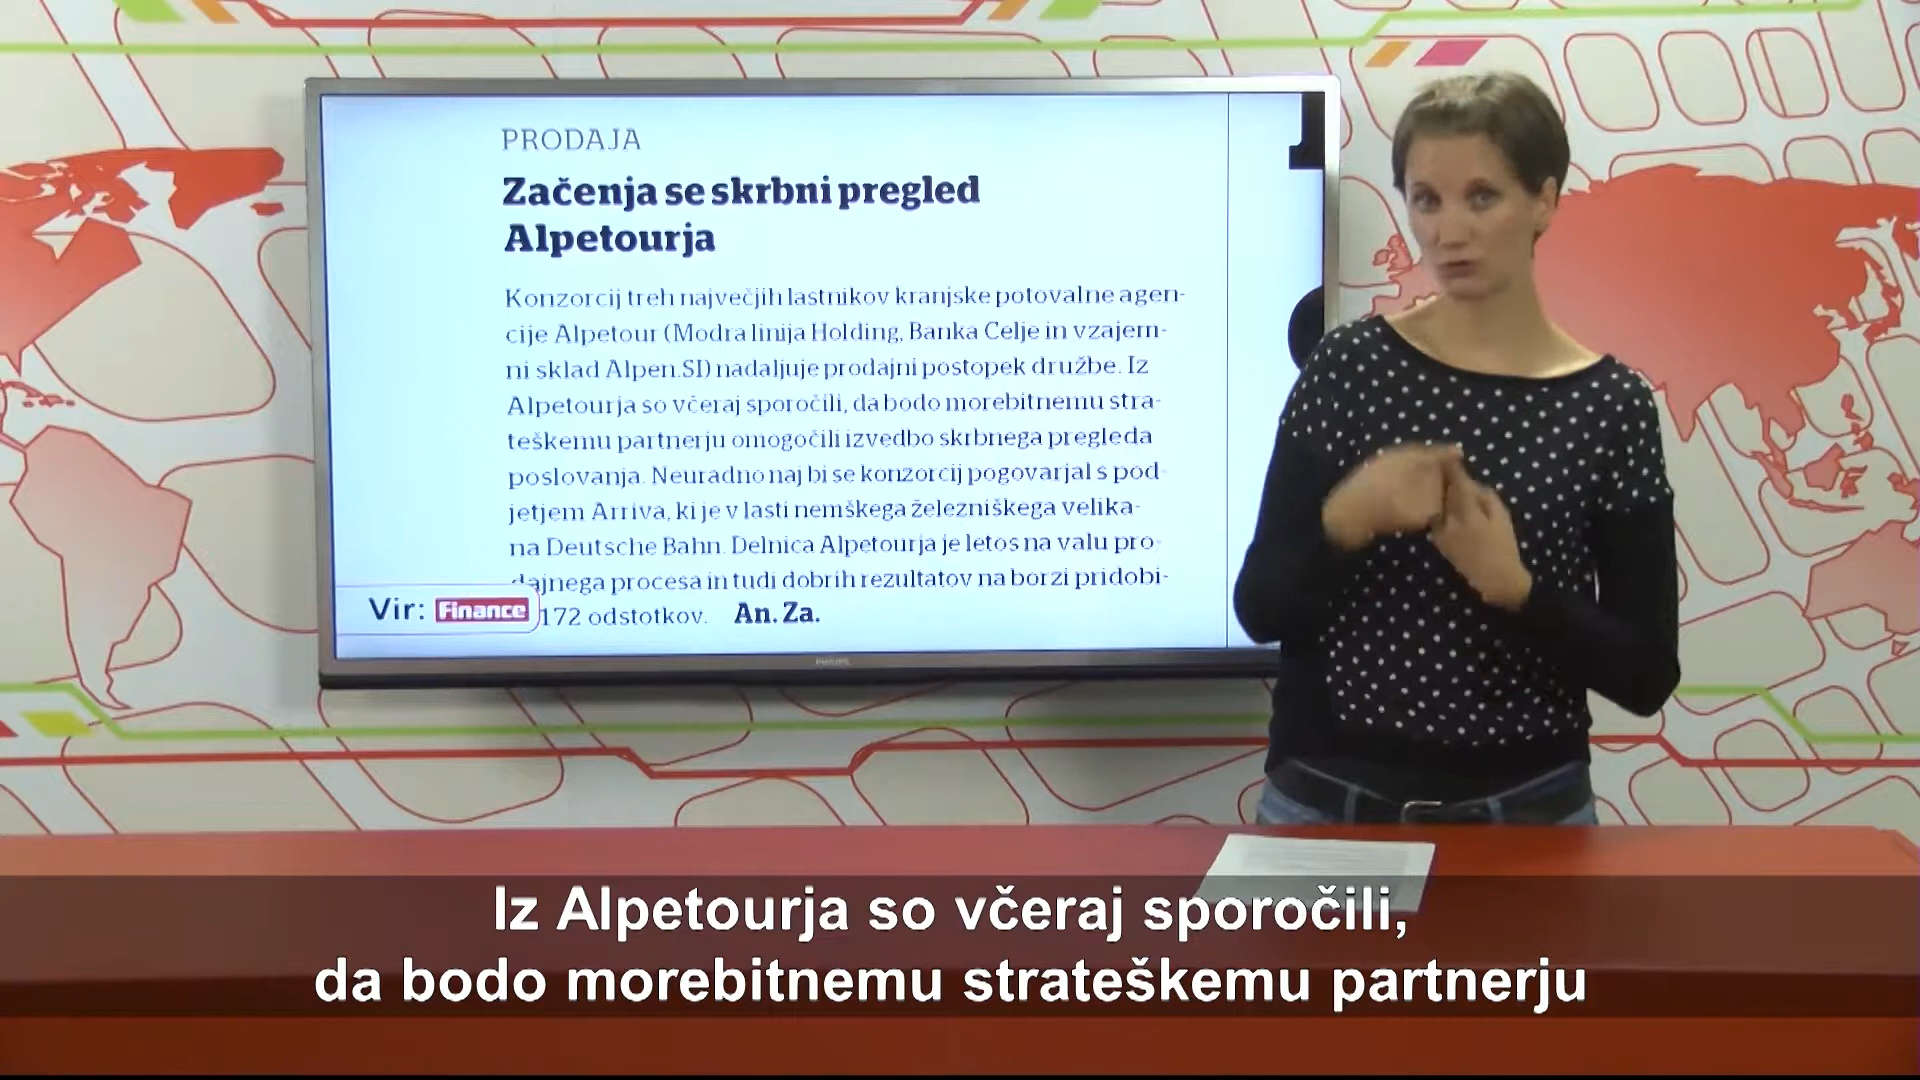 PRODAJA
Začenja se skrbni pregled
Alpetourja
Konzorcij treh največjih lastnikov kranjske potovalne agen-
cije Alpetour (Modra linija Holding, Banka Celje in vzajem-
ni sklad Alpen.SI) nadaljuje prodajni postopek družbe. Iz
Alpetourja so včeraj sporočili, da bodo morebitnemu stra-
teškemu partnerju omogočili izvedbo skrbnega pregleda
poslovanja. Neuradno naj bi se konzorcij pogovarjal s pod-
jetjem Arriva, ki je v lasti nemškega železniškega velika-
na Deutsche Bahn. Delnica Alpetourja je letos na valu pro-
dajnega procesa in tudi dobrih rezultatov na borzi pridobi-
172 odstotkov. An. Za.
Vir: Finance
PHILIPS
Iz Alpetourja so včeraj sporočili,
da bodo morebitnemu strateškemu partnerju